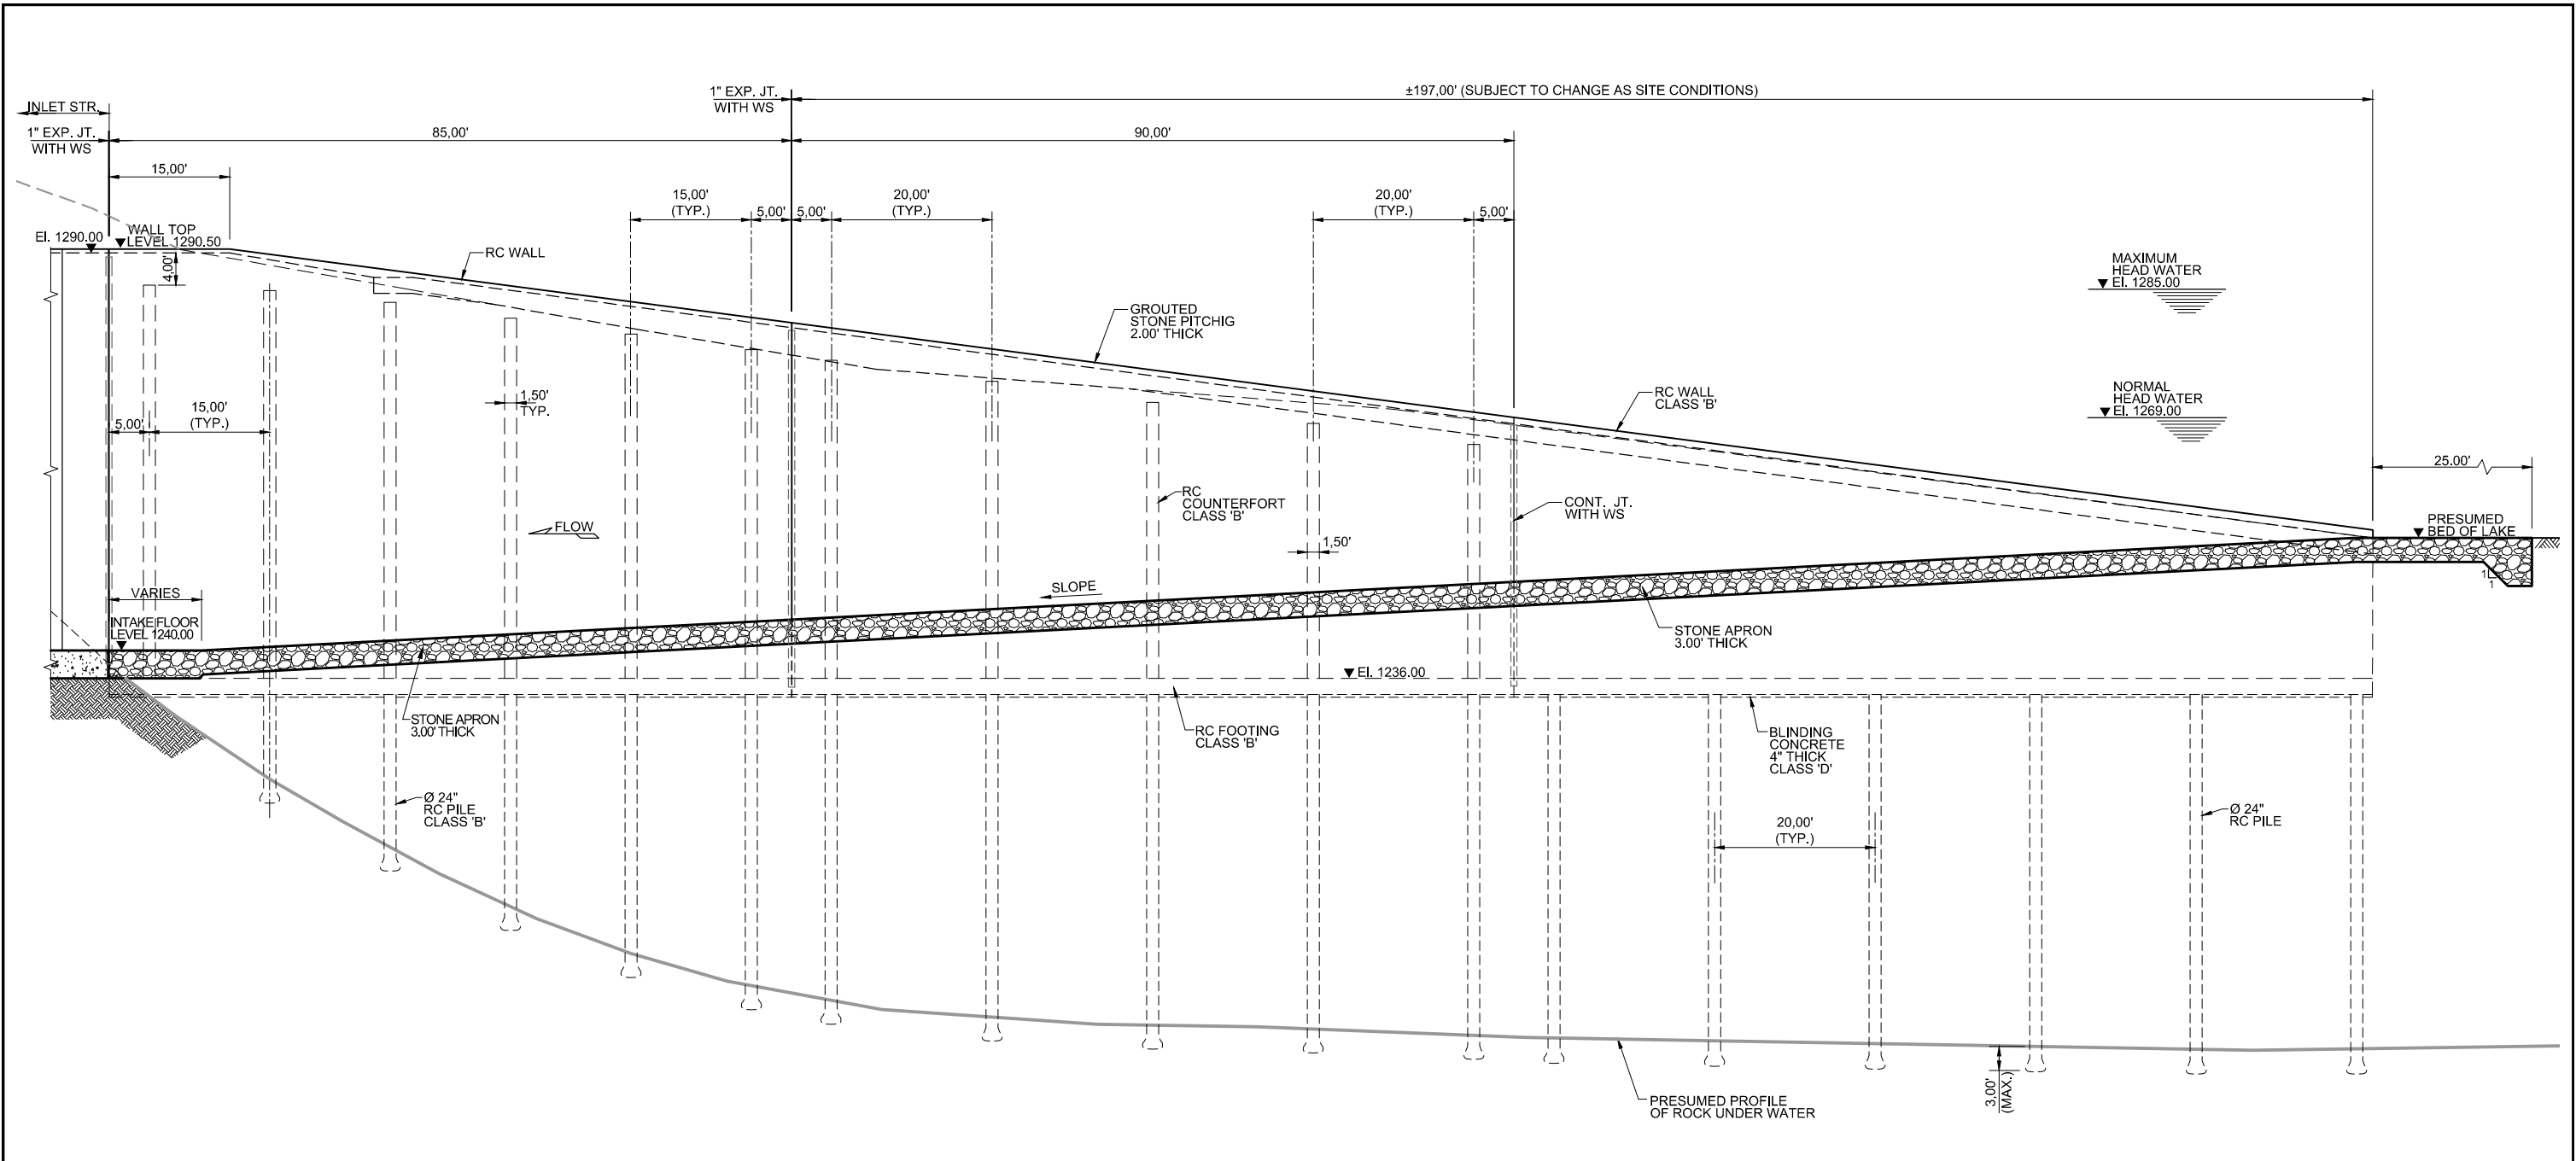 INLET STR.
1" EXP. JT.
WITH WS
1" EXP. JT.
WITH WS
±197,00' (SUBJECT TO CHANGE AS SITE CONDITIONS)
85,00'
90,00'
15,00'
15,00'
(TYP.)
5,00'
5,00'
20,00'
(TYP.)
20,00'
(TYP.)
5,00'
El. 1290.00
WALL TOP
LEVEL 1290.50
4,00'
RC WALL
MAXIMUM
HEAD WATER
El. 1285.00
GROUTED
STONE PITCHIG
2.00' THICK
RC WALL
CLASS 'B'
NORMAL
HEAD WATER
El. 1269.00
1,50'
TYP.
5,00'
15,00'
(TYP.)
25.00'
RC
COUNTERFORT
CLASS 'B'
CONT. JT.
WITH WS
FLOW
1,50'
PRESUMED
BED OF LAKE
1
1
SLOPE
VARIES
INTAKE FLOOR
LEVEL 1240.00
STONE APRON
3.00' THICK
El. 1236.00
STONE APRON
3.00' THICK
RC FOOTING
CLASS 'B'
BLINDING
CONCRETE
4" THICK
CLASS 'D'
Ø 24"
RC PILE
CLASS 'B'
Ø 24"
RC PILE
20,00'
(TYP.)
3,00'
(MAX.)
PRESUMED PROFILE
OF ROCK UNDER WATER